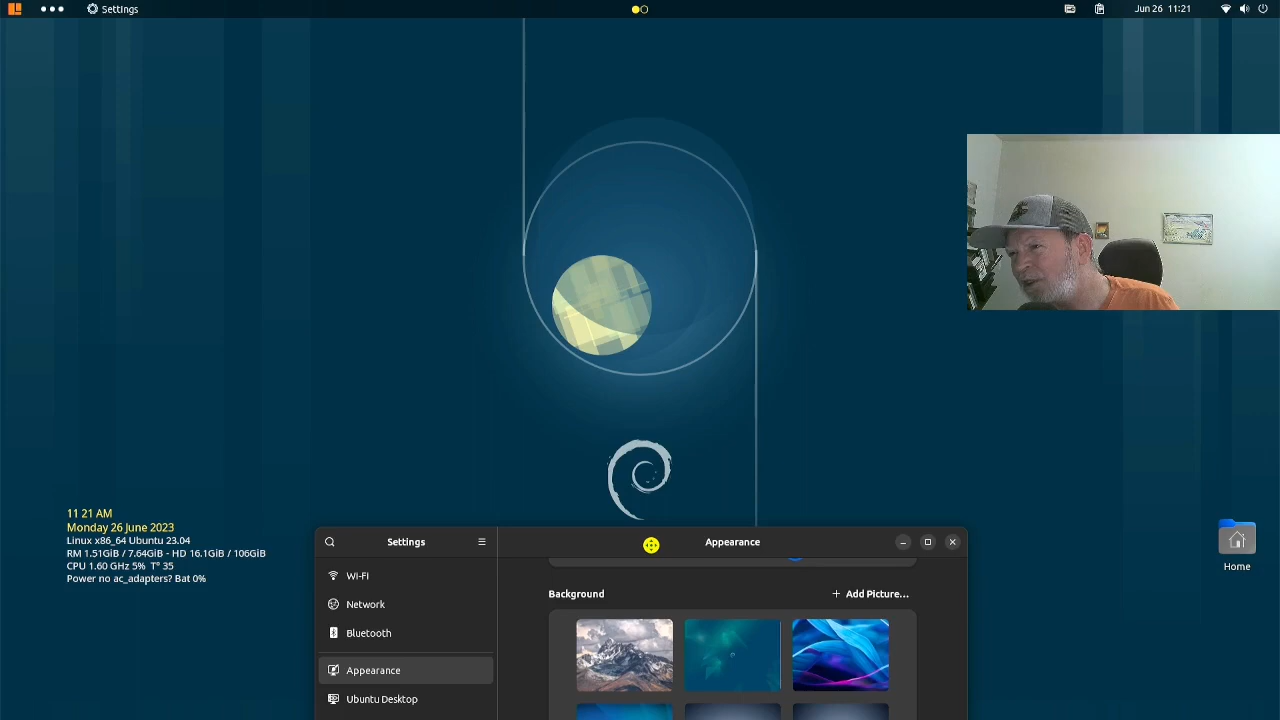 Settings
Jun 26 11:21
11 21 AM
Monday 26 June 2023
Linux x86_64 Ubuntu 23.04
RM 1.51GiB / 7.64GiB - HD 16.1GiB / 106GiB
CPU 1.60 GHz 5% T° 35
Power no ac_adapters? Bat 0%
Home
Settings
Appearance
Wi-Fi
Network
Bluetooth
Appearance
Ubuntu Desktop
Background
+ Add Picture...